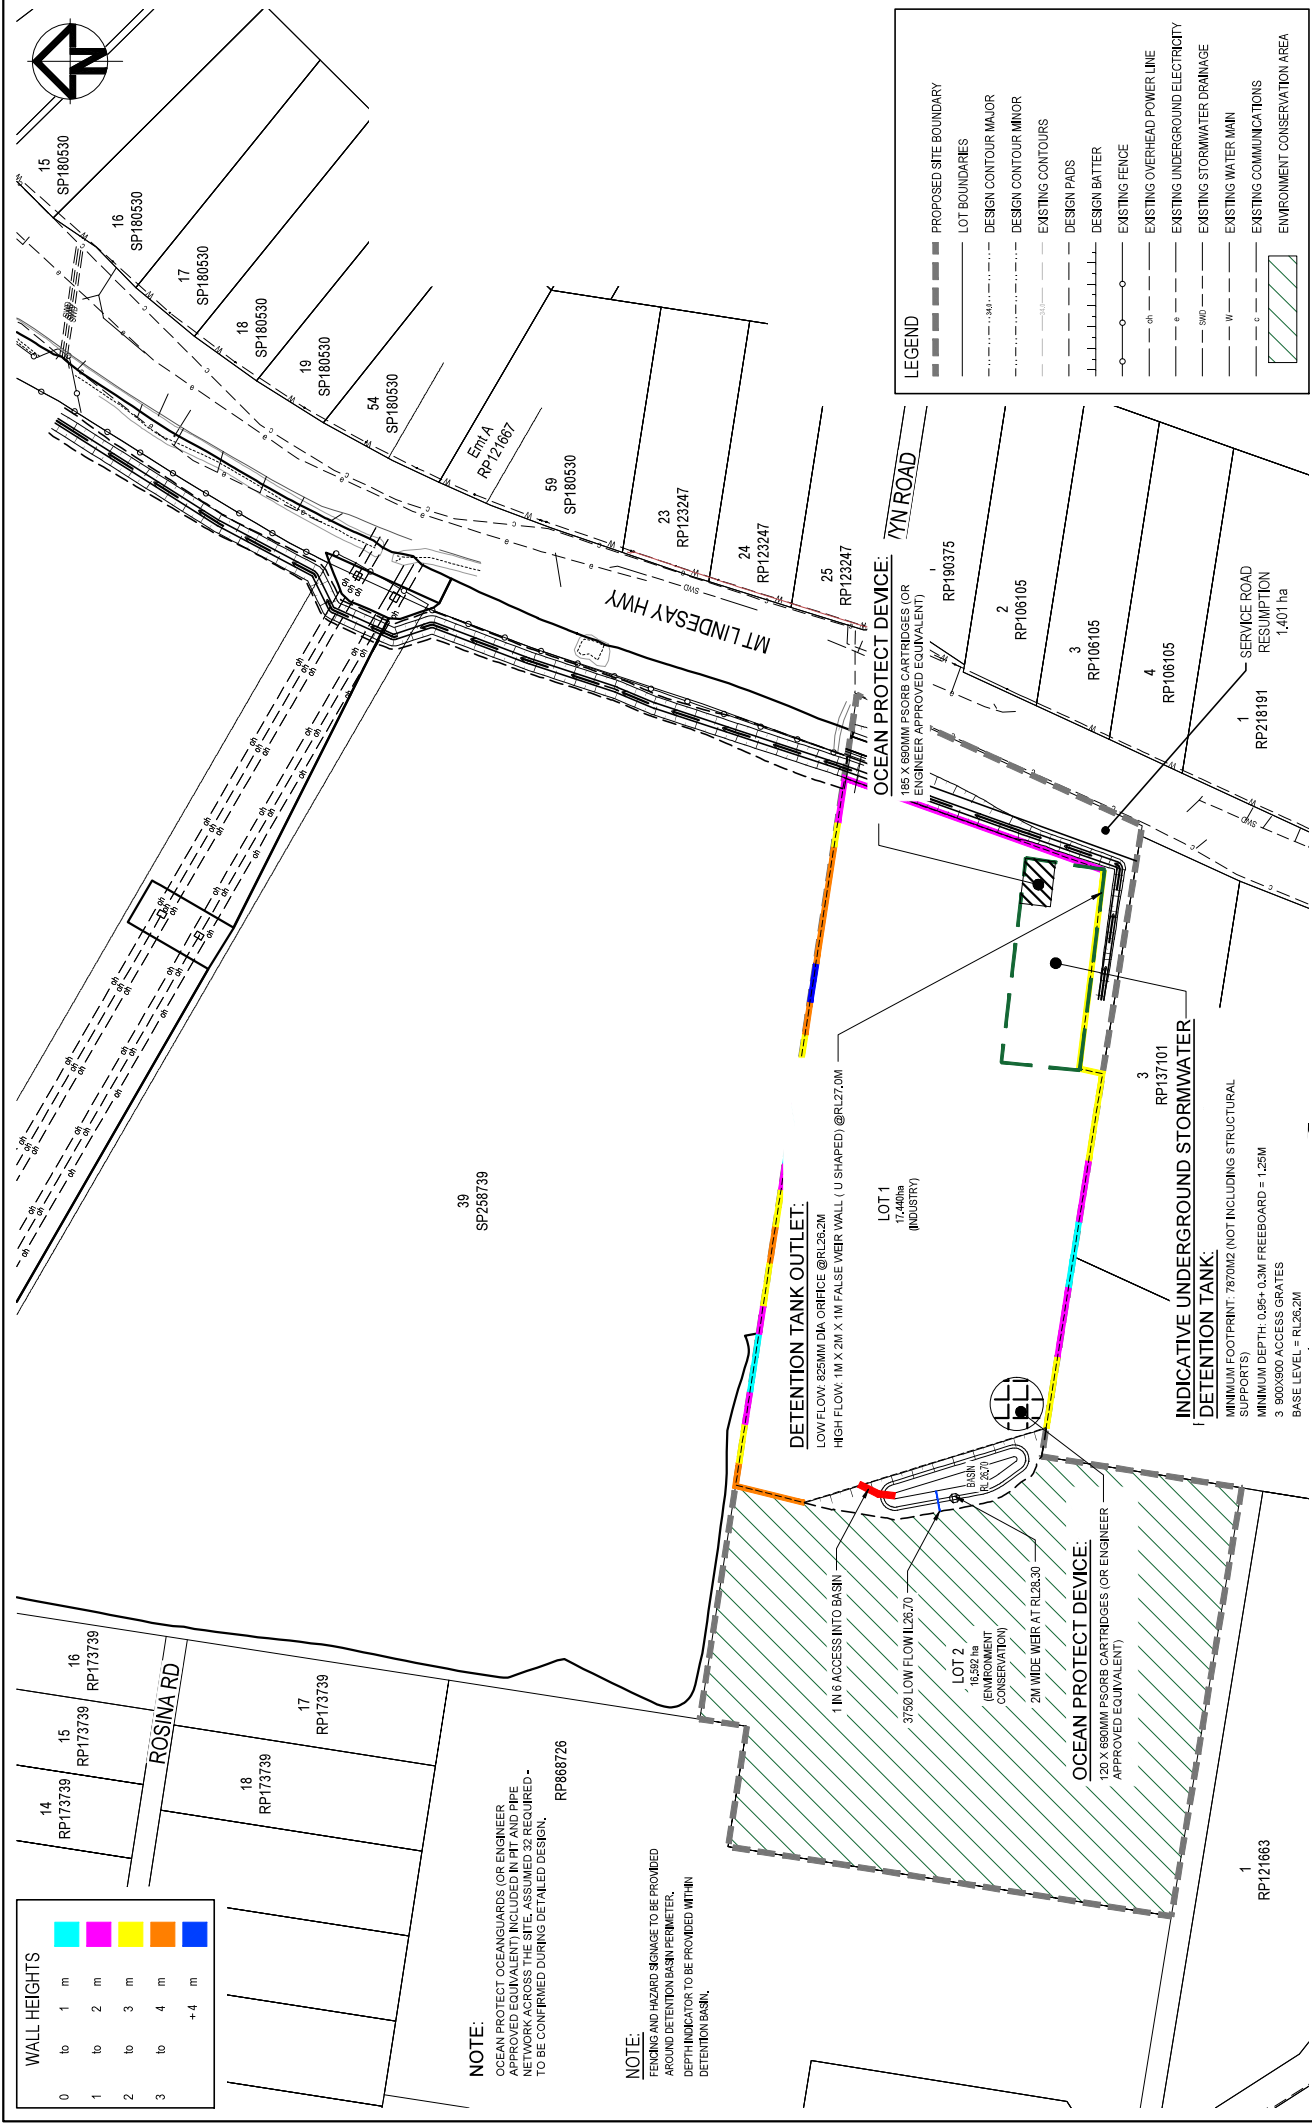 WALL HEIGHTS
0 to 1 m
1 to 2 m
2 to 3 m
3 to 4 m
+4 m
14
RP173739
15
RP173739
16
RP173739
ROSINA RD
18
RP173739
17
RP173739
RP868726
NOTE:
OCEAN PROTECT OCEANGUARDS (OR ENGINEER
APPROVED EQUIVALENT) INCLUDED IN PIT AND PIPE
NETWORK ACROSS THE SITE. ASSUMED 32 REQUIRED -
TO BE CONFIRMED DURING DETAILED DESIGN.
NOTE:
FENCING AND HAZARD SIGNAGE TO BE PROVIDED
AROUND DETENTION BASIN PERIMETER.
DEPTH INDICATOR TO BE PROVIDED WITHIN
DETENTION BASIN.
39
SP258739
N
15
SP180530
16
SP180530
17
SP180530
18
SP180530
19
SP180530
54
SP180530
Emt A
RP121667
59
SP180530
23
RP123247
24
RP123247
25
RP123247
MT LINDESAY HWY
YN ROAD
RP190375
2
RP106105
3
RP106105
4
RP106105
SERVICE ROAD
RESUMPTION
1.401 ha
1
RP218191
OCEAN PROTECT DEVICE:
185 X 690MM PSORB CARTRIDGES (OR
ENGINEER APPROVED EQUIVALENT)
DETENTION TANK OUTLET:
LOW FLOW: 825MM DIA ORIFICE @RL26.2M
HIGH FLOW: 1M X 2M X 1M FALSE WEIR WALL ( U SHAPED) @RL27.0M
LOT 1
17.440ha
(INDUSTRY)
3
RP137101
INDICATIVE UNDERGROUND STORMWATER
DETENTION TANK:
MINIMUM FOOTPRINT: 7870M2 (NOT INCLUDING STRUCTURAL
SUPPORTS)
MINIMUM DEPTH: 0.95+ 0.3M FREEBOARD = 1.25M
3 900X900 ACCESS GRATES
BASE LEVEL = RL26.2M
BASIN
RL 26.70
1 IN 6 ACCESS INTO BASIN
375Ø LOW FLOW IL26.70
LOT 2
16.592 ha
(ENVIRONMENT
CONSERVATION)
2M WIDE WEIR AT RL28.30
OCEAN PROTECT DEVICE:
120 X 690MM PSORB CARTRIDGES (OR ENGINEER
APPROVED EQUIVALENT)
1
RP121663
LEGEND
PROPOSED SITE BOUNDARY
LOT BOUNDARIES
34.0 DESIGN CONTOUR MAJOR
DESIGN CONTOUR MINOR
34.0 EXISTING CONTOURS
DESIGN PADS
DESIGN BATTER
EXISTING FENCE
oh EXISTING OVERHEAD POWER LINE
e EXISTING UNDERGROUND ELECTRICITY
SWD EXISTING STORMWATER DRAINAGE
W EXISTING WATER MAIN
c EXISTING COMMUNICATIONS
ENVIRONMENT CONSERVATION AREA